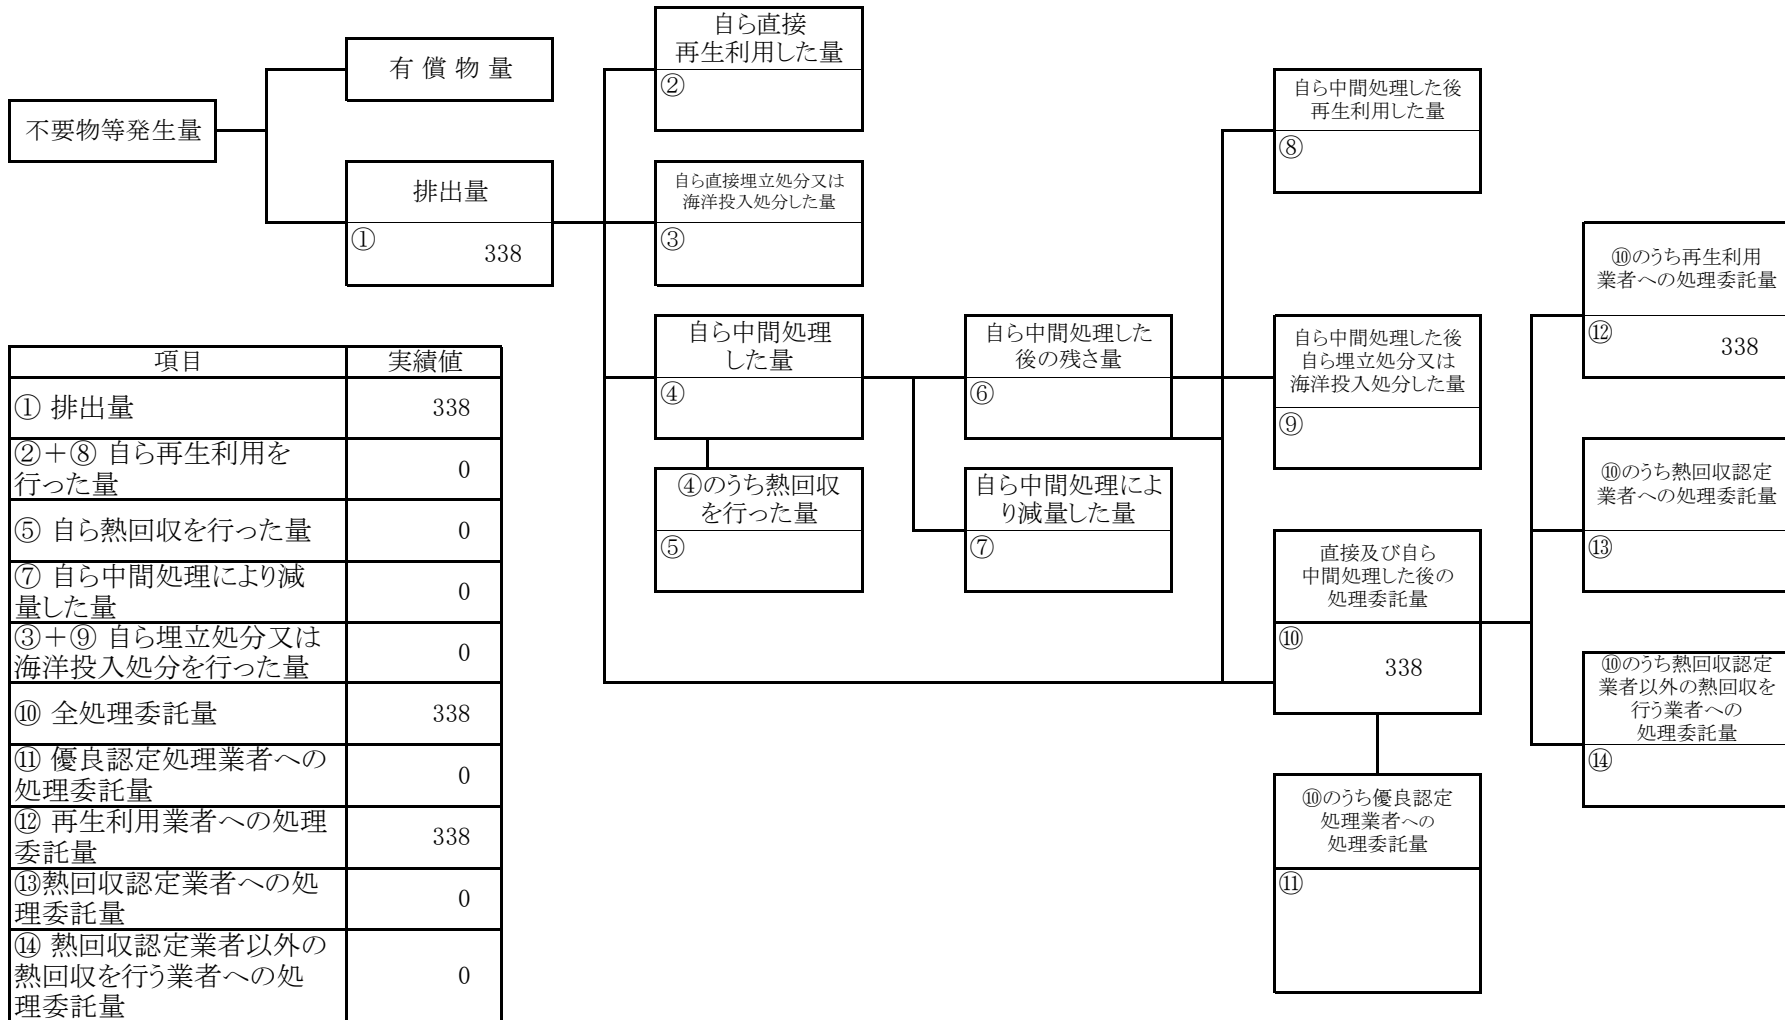 不要物等発生量
有 償 物 量
排出量
①
338
自ら直接
再生利用した量
②
自ら直接埋立処分又は
海洋投入処分した量
③
自ら中間処理
した量
④
④のうち熱回収
を行った量
⑤
自ら中間処理した
後の残さ量
⑥
自ら中間処理によ
り減量した量
⑦
自ら中間処理した後
再生利用した量
⑧
自ら中間処理した後
自ら埋立処分又は
海洋投入処分した量
⑨
直接及び自ら
中間処理した後の
処理委託量
⑩
338
⑩のうち優良認定
処理業者への
処理委託量
⑪
⑩のうち再生利用
業者への処理委託量
⑫
338
⑩のうち熱回収認定
業者への処理委託量
⑬
⑩のうち熱回収認定
業者以外の熱回収を
行う業者への
処理委託量
⑭
項目 実績値
① 排出量 338
②＋⑧ 自ら再生利用を
行った量 0
⑤ 自ら熱回収を行った量 0
⑦ 自ら中間処理により減
量した量 0
③＋⑨ 自ら埋立処分又は
海洋投入処分を行った量 0
⑩ 全処理委託量 338
⑪ 優良認定処理業者への
処理委託量 0
⑫ 再生利用業者への処理
委託量 338
⑬熱回収認定業者への処
理委託量 0
⑭ 熱回収認定業者以外の
熱回収を行う業者への処
理委託量 0